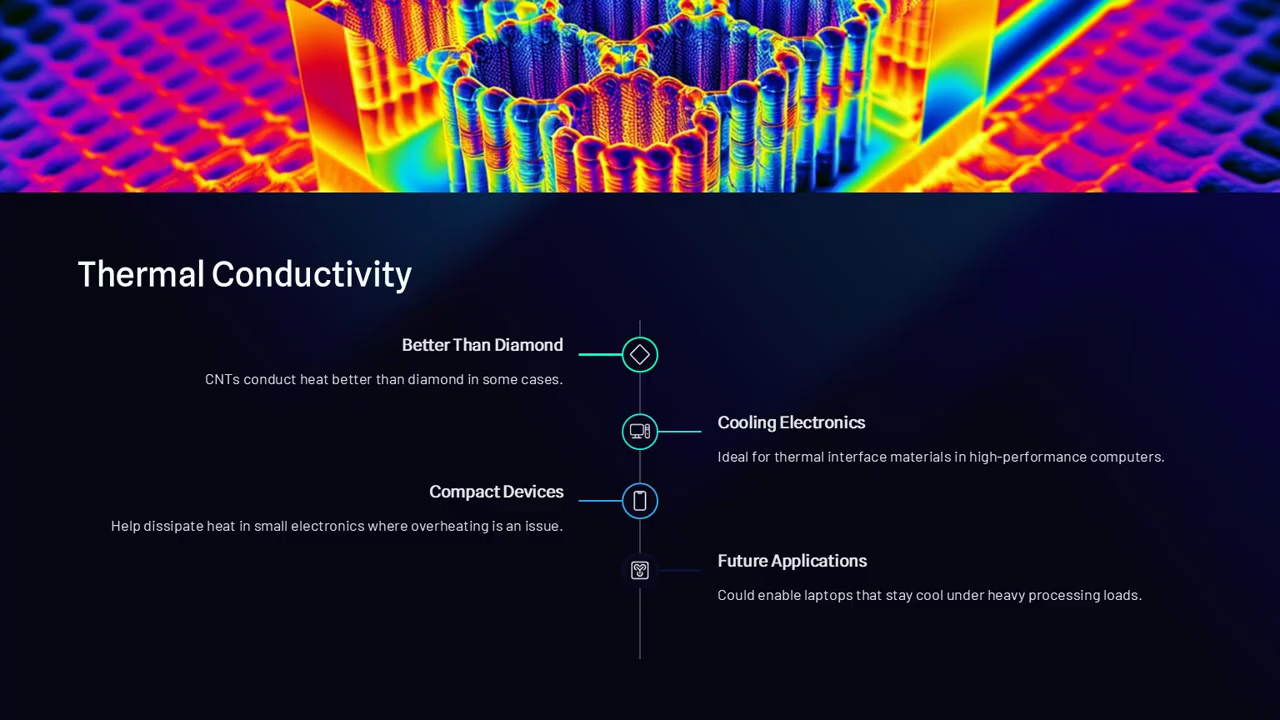 Thermal Conductivity
Better Than Diamond
CNTs conduct heat better than diamond in some cases.
Cooling Electronics
Ideal for thermal interface materials in high-performance computers.
Compact Devices
Help dissipate heat in small electronics where overheating is an issue.
Future Applications
Could enable laptops that stay cool under heavy processing loads.